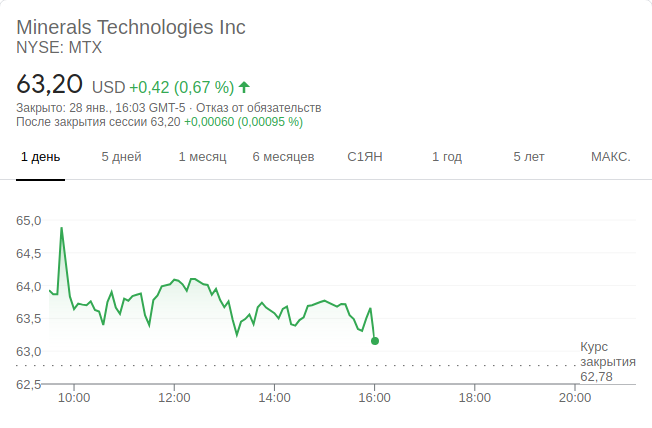 Minerals Technologies Inc
NYSE: MTX
63,20 USD +0,42 (0,67 %)
Закрыто: 28 янв., 16:03 GMT-5 · Отказ от обязательств
После закрытия сессии 63,20 +0,00060 (0,00095 %)
1 день 5 дней 1 месяц 6 месяцев С1ЯН 1 год 5 лет МАКС.
65,0
64,5
64,0
63,5
63,0
Курс
закрытия
62,78
62,5
10:00 12:00 14:00 16:00 18:00 20:00